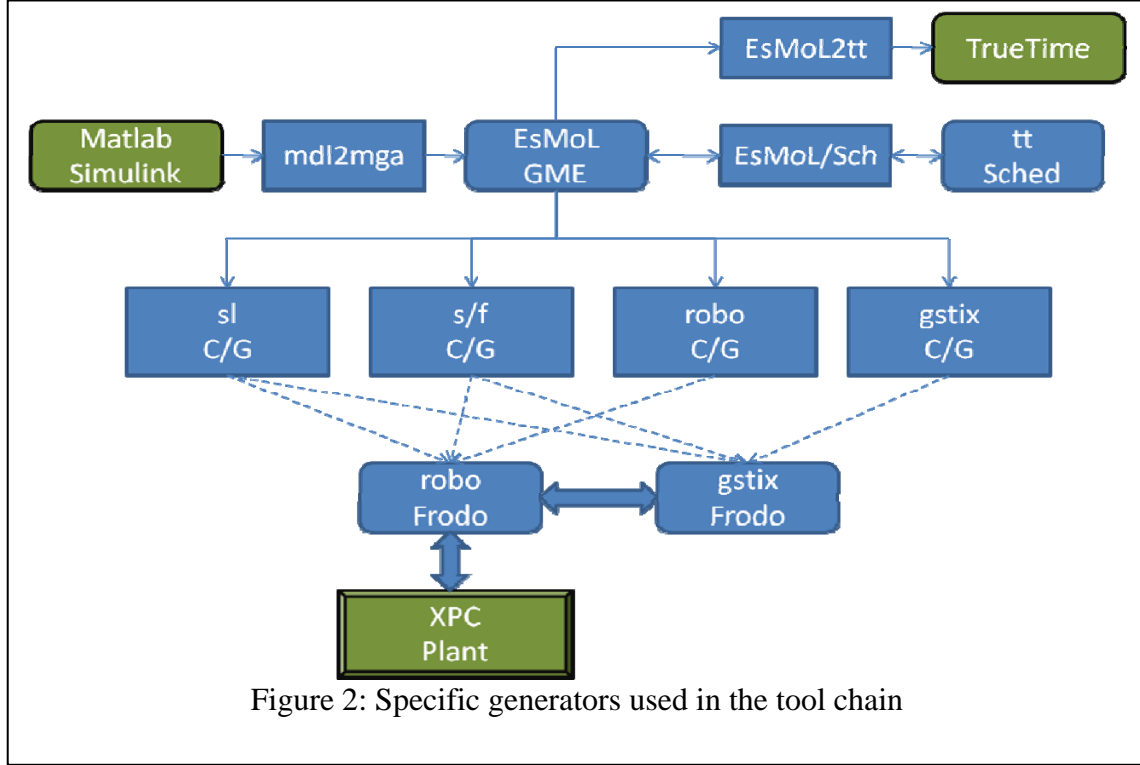 EsMoL2tt
TrueTime
Matlab
Simulink
mdl2mga
EsMoL
GME
EsMoL/Sch
tt
Sched
sl
C/G
s/f
C/G
robo
C/G
gstix
C/G
robo
Frodo
gstix
Frodo
XPC
Plant
Figure 2: Specific generators used in the tool chain